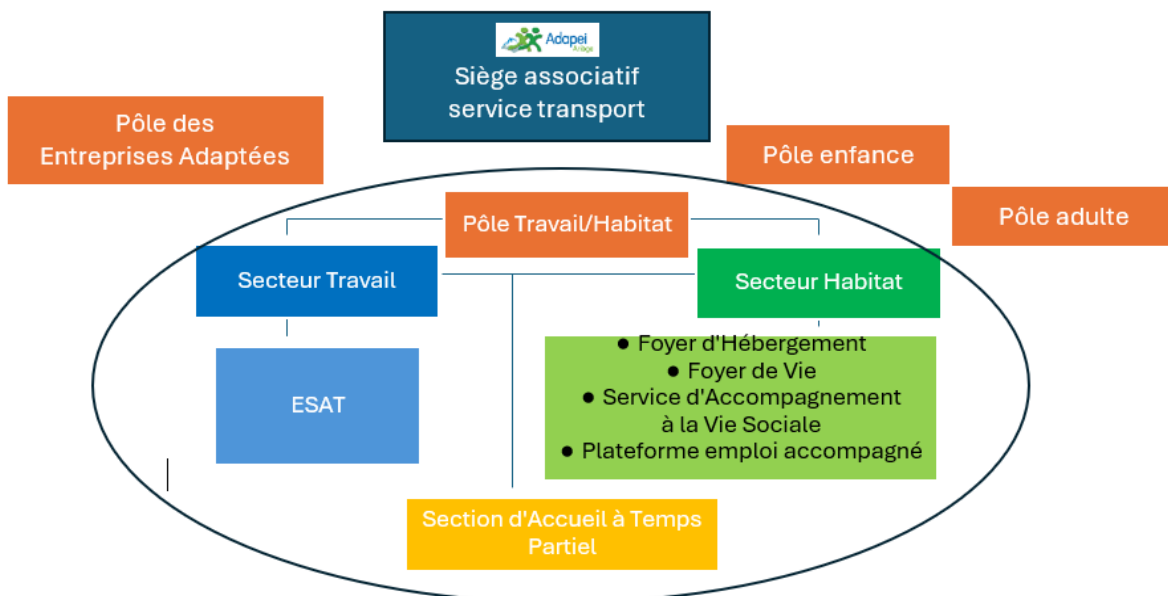 Adapei
Ariège
Siège associatif
service transport
Pôle des
Entreprises Adaptées
Pôle enfance
Pôle adulte
Pôle Travail/Habitat
Secteur Travail
Secteur Habitat
ESAT
● Foyer d'Hébergement
● Foyer de Vie
● Service d'Accompagnement
à la Vie Sociale
● Plateforme emploi accompagné
Section d'Accueil à Temps
Partiel